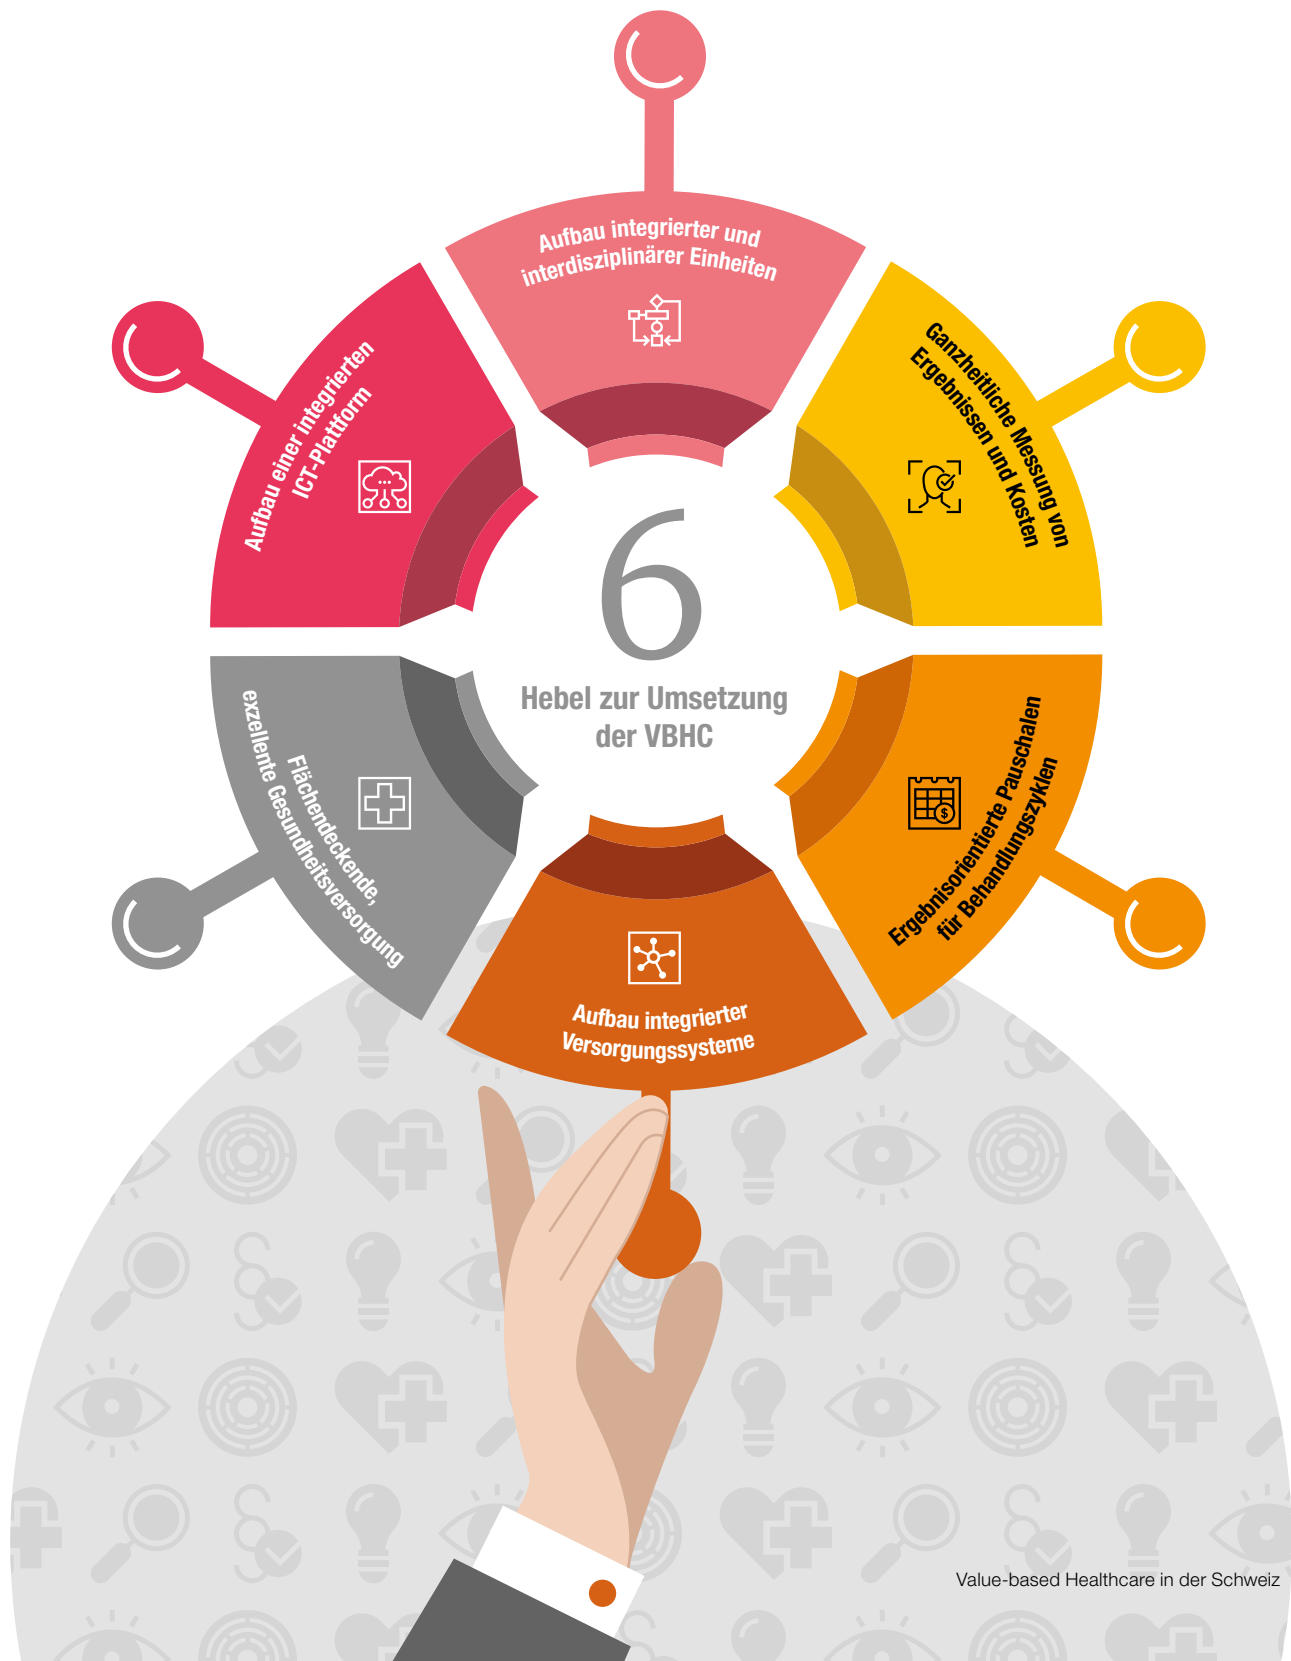 Aufbau integrierter und
interdisziplinärer Einheiten
Ganzheitliche Messung von
Ergebnissen und Kosten
Ergebnisorientierte Pauschalen
für Behandlungszyklen
Aufbau integrierter
Versorgungssysteme
Flächendeckende,
exzellente Gesundheitsversorgung
Aufbau einer integrierten
ICT-Plattform
6
Hebel zur Umsetzung
der VBHC
$
Value-based Healthcare in der Schweiz